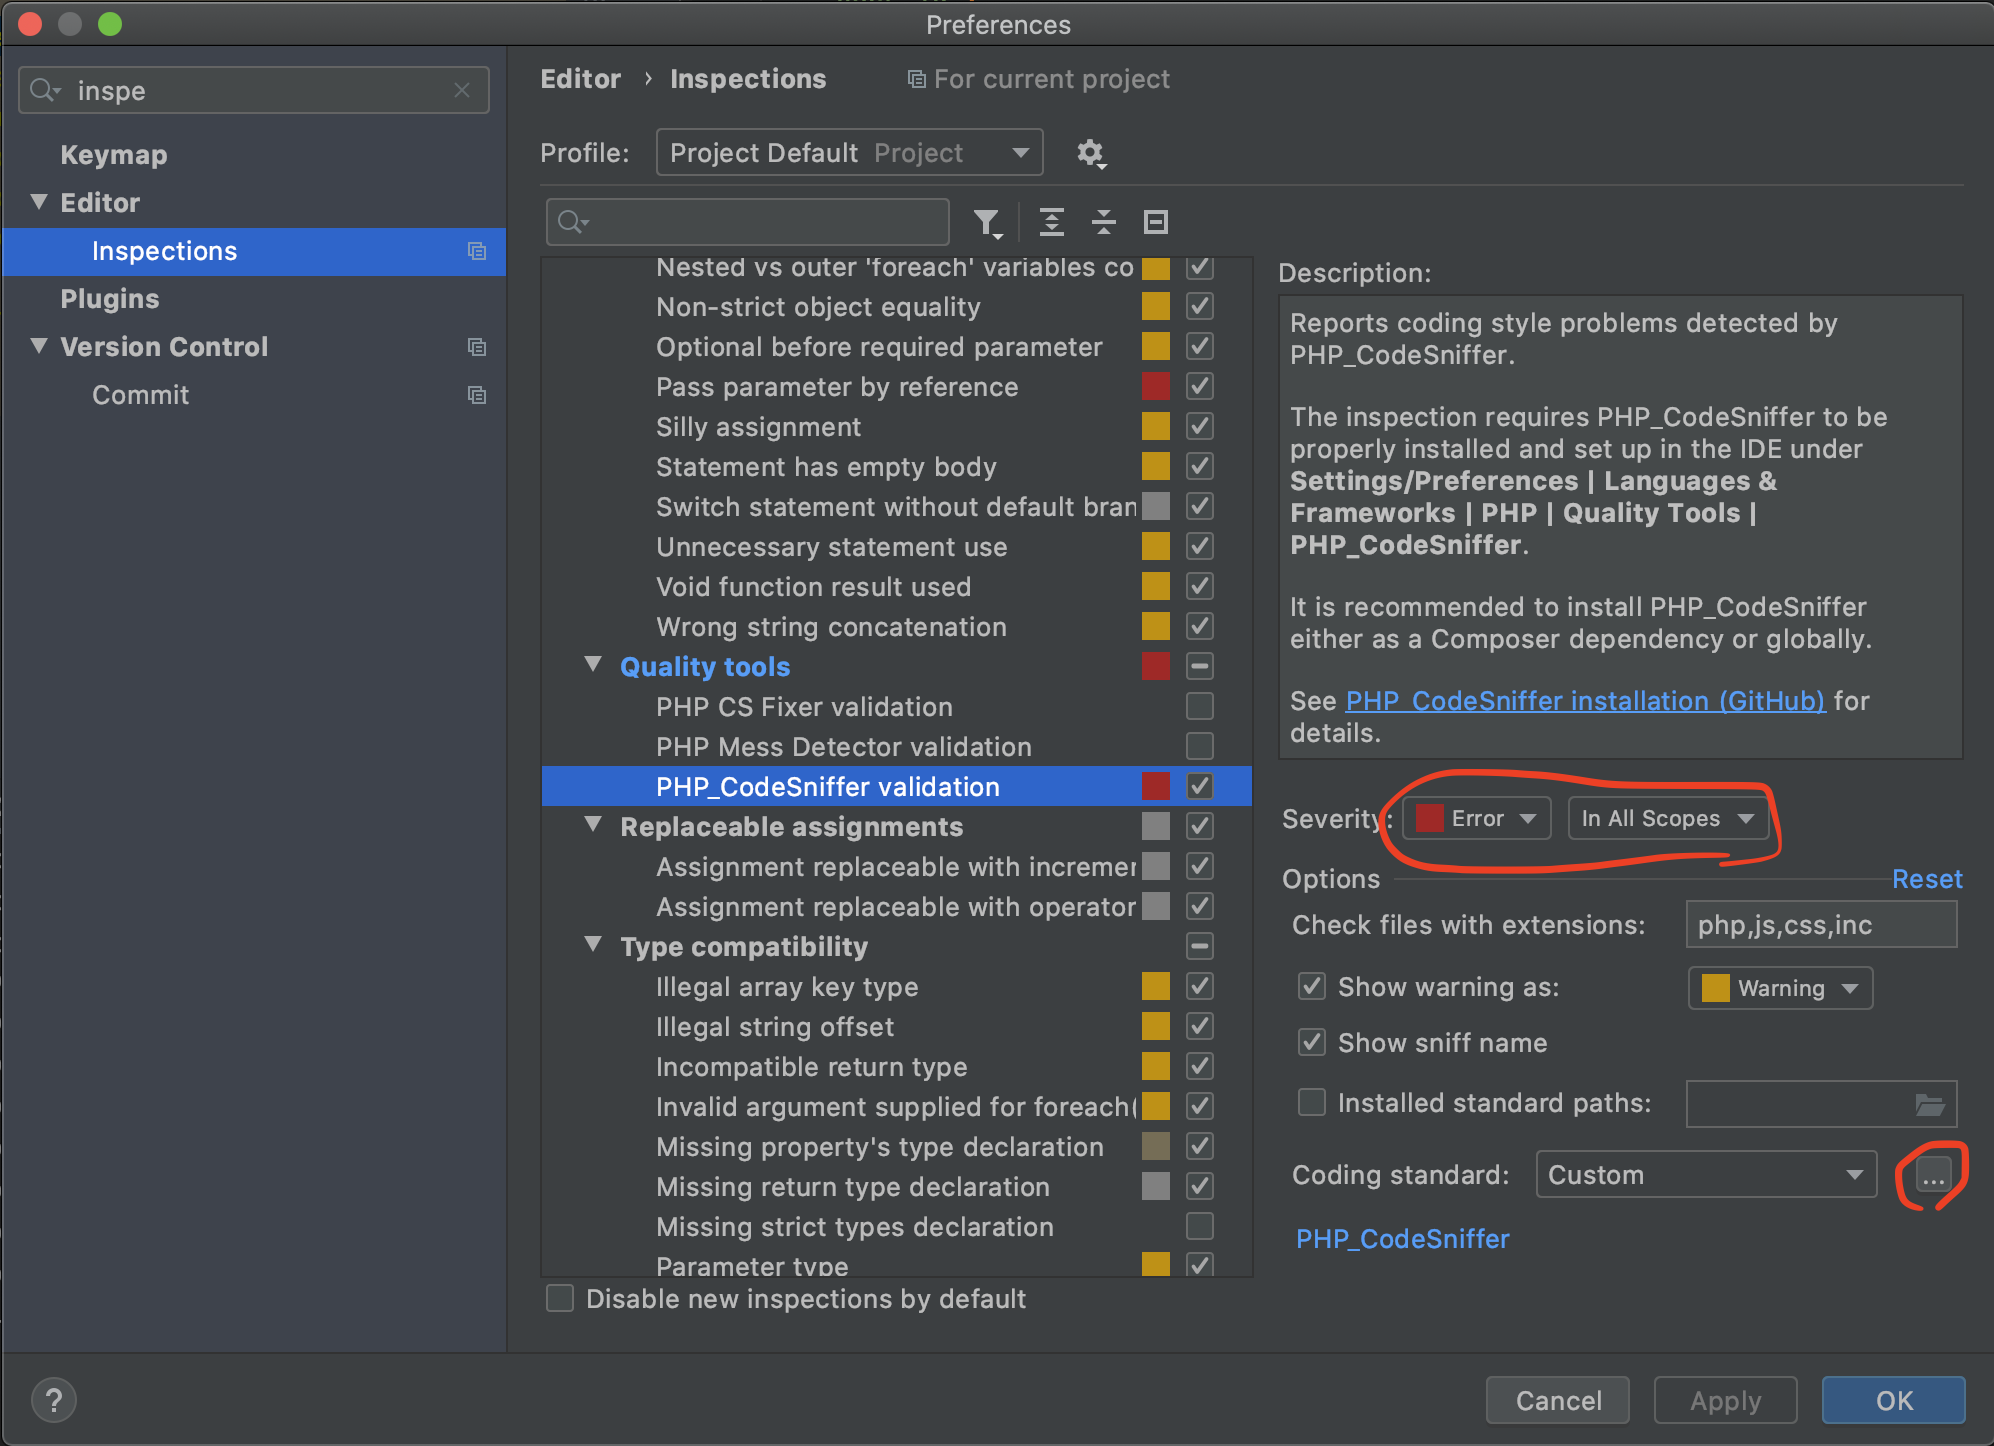 Preferences
inspe
Keymap
Editor
Inspections
Plugins
Version Control
Commit
Editor › Inspections For current project
Profile: Project Default Project
Nested vs outer 'foreach' variables co
Non-strict object equality
Optional before required parameter
Pass parameter by reference
Silly assignment
Statement has empty body
Switch statement without default bran
Unnecessary statement use
Void function result used
Wrong string concatenation
Quality tools
PHP CS Fixer validation
PHP Mess Detector validation
PHP_CodeSniffer validation
Replaceable assignments
Assignment replaceable with incremer
Assignment replaceable with operator
Type compatibility
Illegal array key type
Illegal string offset
Incompatible return type
Invalid argument supplied for foreach(
Missing property's type declaration
Missing return type declaration
Missing strict types declaration
Parameter type
Disable new inspections by default
Description:
Reports coding style problems detected by
PHP_CodeSniffer.
The inspection requires PHP_CodeSniffer to be
properly installed and set up in the IDE under
Settings/Preferences | Languages &
Frameworks | PHP | Quality Tools |
PHP_CodeSniffer.
It is recommended to install PHP_CodeSniffer
either as a Composer dependency or globally.
See PHP_CodeSniffer installation (GitHub) for
details.
Severity: Error In All Scopes
Options Reset
Check files with extensions: php,js,css,inc
Show warning as: Warning
Show sniff name
Installed standard paths:
Coding standard: Custom ...
PHP_CodeSniffer
? Cancel Apply OK